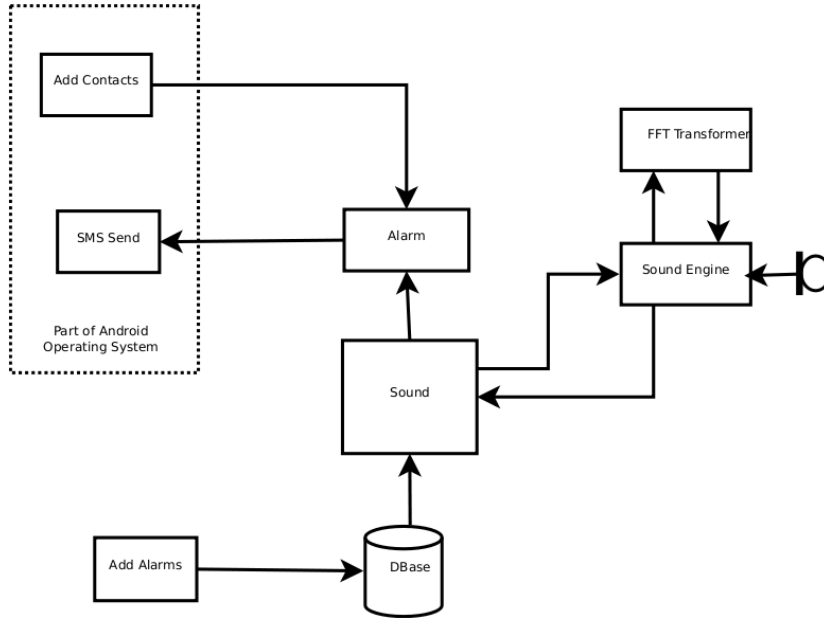 Add Contacts
FFT Transformer
SMS Send
Alarm
Sound Engine
Part of Android
Operating System
Sound
Add Alarms
DBase